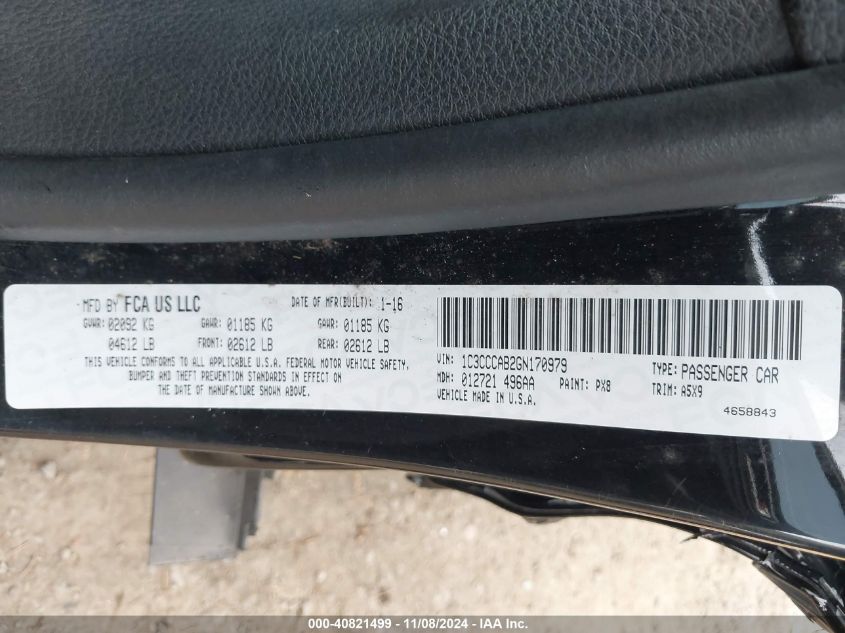 MFD BY FCA US LLC DATE OF MFR(BUILT): 1-16
GVWR: 02092 KG GAWR: 01185 KG GAWR: 01185 KG
04612 LB FRONT: 02612 LB REAR: 02612 LB
THIS VEHICLE CONFORMS TO ALL APPLICABLE U.S.A. FEDERAL MOTOR VEHICLE SAFETY,
BUMPER AND THEFT PREVENTION STANDARDS IN EFFECT ON
THE DATE OF MANUFACTURE SHOWN ABOVE.
VIN: 1C3CCCAB2GN170979 TYPE: PASSENGER CAR
MDH: 012721 496AA PAINT: PX8 TRIM: A5X9
VEHICLE MADE IN U.S.A.
4658843
000-40821499 - 11/08/2024 - IAA Inc.